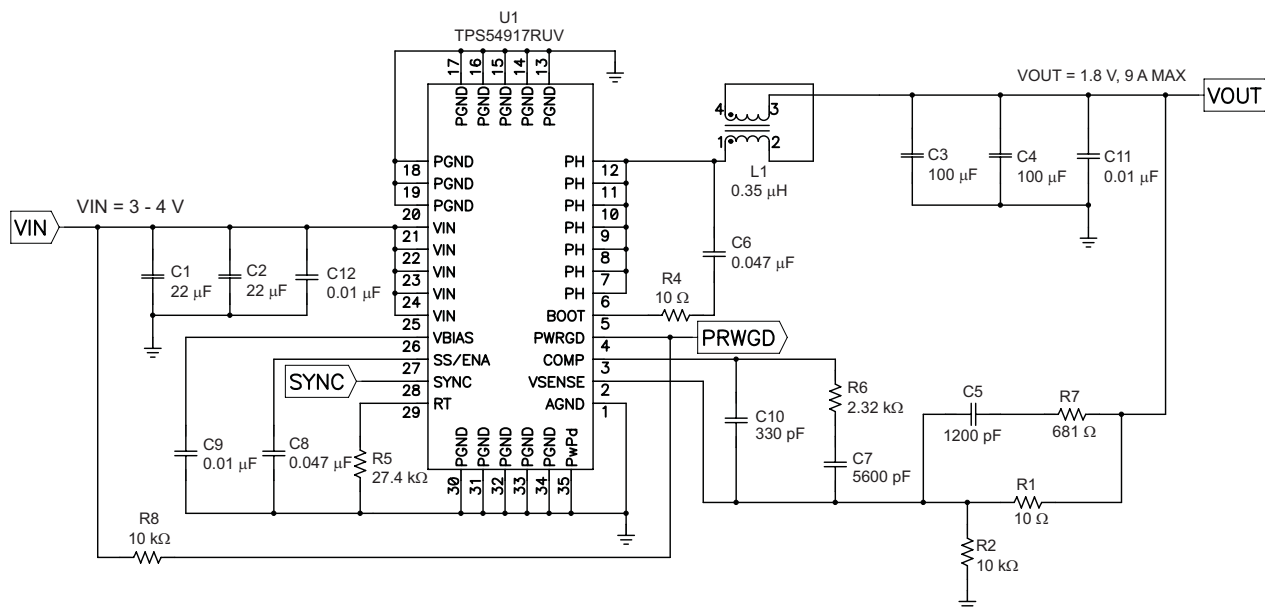 U1
TPS54917RUV
17 16 15 14 13
PGND PGND PGND PGND PGND
VOUT = 1.8 V, 9 A MAX
VOUT
4 3
1 2
L1
0.35 μH
C3
100 μF
C4
100 μF
C11
0.01 μF
VIN
VIN = 3 - 4 V
C1
22 μF
C2
22 μF
C12
0.01 μF
18 PGND
19 PGND
20 PGND
21 VIN
22 VIN
23 VIN
24 VIN
25 VIN
26 VBIAS
27 SS/ENA
28 SYNC
29 RT
PH 12
PH 11
PH 10
PH 9
PH 8
PH 7
PH 6
BOOT 5
PWRGD 4
COMP 3
VSENSE 2
AGND 1
C6
0.047 μF
R4
10 Ω
PRWGD
SYNC
C9
0.01 μF
C8
0.047 μF
R5
27.4 kΩ
PGND PGND PGND PGND PGND PwPd
30 31 32 33 34 35
R8
10 kΩ
C10
330 pF
R6
2.32 kΩ
C7
5600 pF
C5
1200 pF
R7
681 Ω
R1
10 Ω
R2
10 kΩ